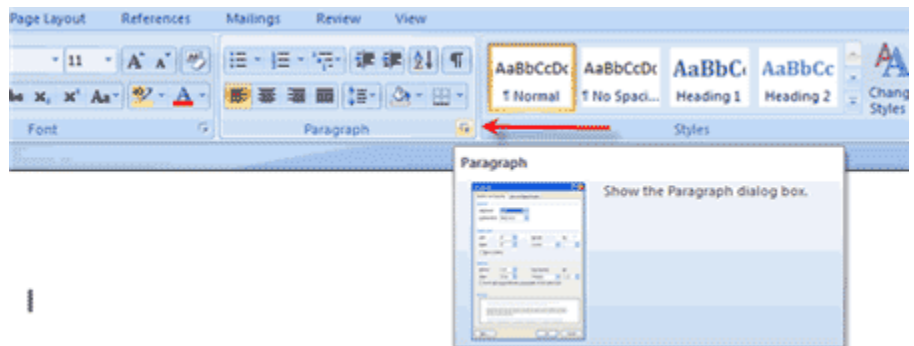 Page Layout References Mailings Review View
11
AaBbCcDc AaBbCcDc AaBbC AaBbCc
¶ Normal ¶ No Spaci... Heading 1 Heading 2 Chang
Styles
Font Paragraph Styles
Paragraph
Show the Paragraph dialog box.